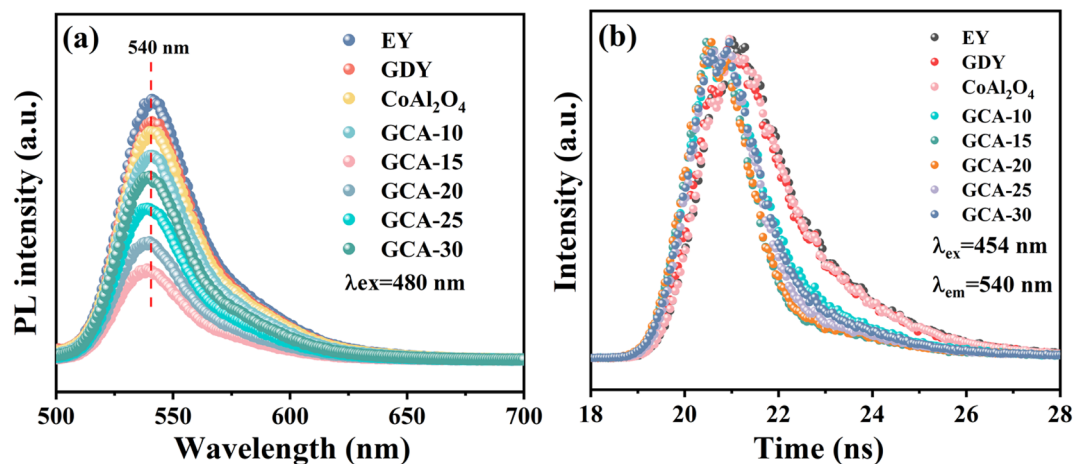 (a)
540 nm
EY
GDY
CoAl₂O₄
GCA-10
GCA-15
GCA-20
GCA-25
GCA-30
λex=480 nm
PL intensity (a.u.)
500 550 600 650 700
Wavelength (nm)
(b)
EY
GDY
CoAl₂O₄
GCA-10
GCA-15
GCA-20
GCA-25
GCA-30
λₑₓ=454 nm
λₑₘ=540 nm
Intensity (a.u.)
18 20 22 24 26 28
Time (ns)